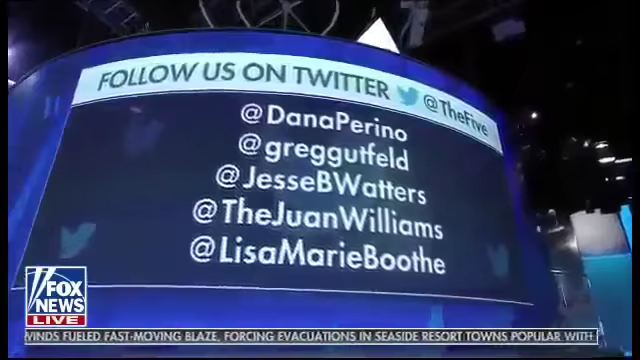 FOLLOW US ON TWITTER @TheFive
@DanaPerino
@greggutfeld
@JesseBWatters
@TheJuanWilliams
@LisaMarieBoothe
FOX
NEWS
LIVE
WINDS FUELED FAST-MOVING BLAZE, FORCING EVACUATIONS IN SEASIDE RESORT TOWNS POPULAR WITH